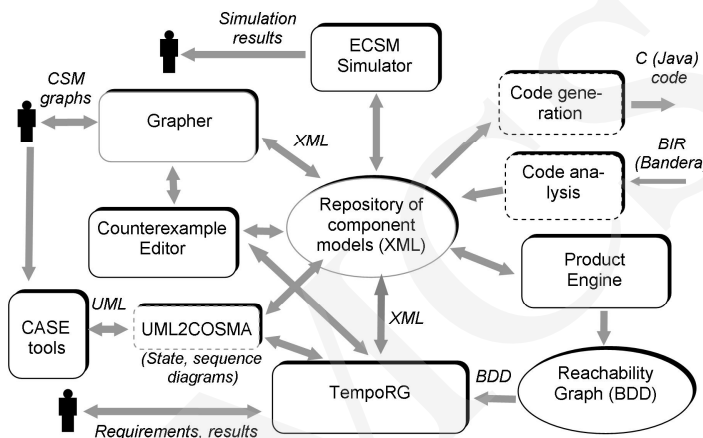 Simulation
results
ECSM
Simulator
C (Java)
code
CSM
graphs
Code gene-
ration
Grapher
XML
BIR
(Bandera
Code ana-
lysis
Repository of
component
models (XML)
Counterexample
Editor
Product
Engine
UML
XML
CASE
tools
UML2COSMA
(State, sequence
diagrams)
TempoRG
BDD
Reachability
Graph (BDD)
Requirements, results